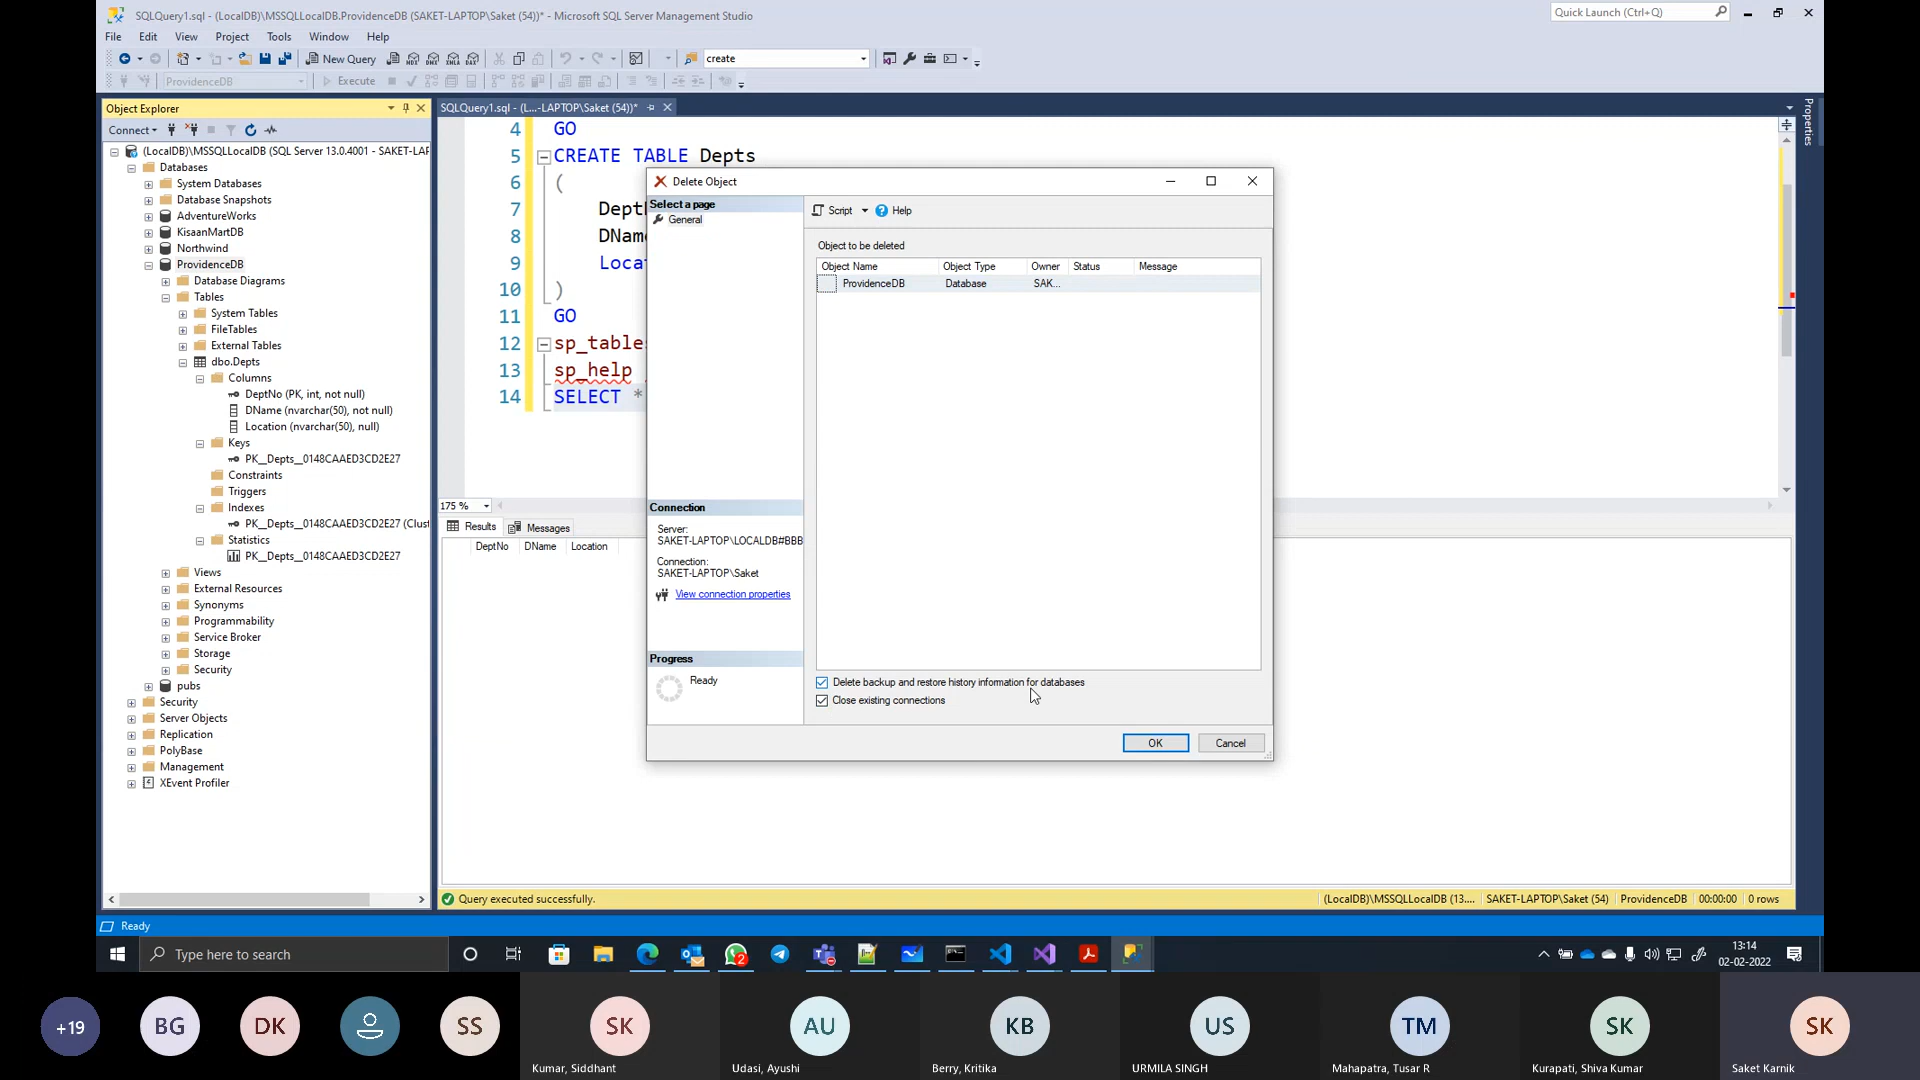 SQLQuery1.sql - (LocalDB)\MSSQLLocalDB.ProvidenceDB (SAKET-LAPTOP\Saket (54))* - Microsoft SQL Server Management Studio
Quick Launch (Ctrl+Q)
File Edit View Project Tools Window Help
New Query
create
ProvidenceDB
Execute
Object Explorer
Connect
(LocalDB)\MSSQLLocalDB (SQL Server 13.0.4001 - SAKET-LAP
Databases
System Databases
Database Snapshots
AdventureWorks
KisaanMartDB
Northwind
ProvidenceDB
Database Diagrams
Tables
System Tables
FileTables
External Tables
dbo.Depts
Columns
DeptNo (PK, int, not null)
DName (nvarchar(50), not null)
Location (nvarchar(50), null)
Keys
PK__Depts__0148CAAED3CD2E27
Constraints
Triggers
Indexes
PK__Depts__0148CAAED3CD2E27 (Clust
Statistics
PK__Depts__0148CAAED3CD2E27
Views
External Resources
Synonyms
Programmability
Service Broker
Storage
Security
pubs
Security
Server Objects
Replication
PolyBase
Management
XEvent Profiler
SQLQuery1.sql - (L...-LAPTOP\Saket (54))*
Properties
4 GO
5 CREATE TABLE Depts
6 (
7 Dept
8 DName
9 Loca
10 )
11 GO
12 sp_tables
13 sp_help
14 SELECT *
175 %
Results Messages
DeptNo DName Location
Delete Object
Select a page
General
Script Help
Object to be deleted
Object Name Object Type Owner Status Message
ProvidenceDB Database SAK...
Connection
Server:
SAKET-LAPTOP\LOCALDB#BBB
Connection:
SAKET-LAPTOP\Saket
View connection properties
Progress
Ready
Delete backup and restore history information for databases
Close existing connections
OK Cancel
Query executed successfully.
(LocalDB)\MSSQLLocalDB (13.... SAKET-LAPTOP\Saket (54) ProvidenceDB 00:00:00 0 rows
Ready
Type here to search
2
13:14
02-02-2022
+19
BG
DK
SS
SK
Kumar, Siddhant
AU
Udasi, Ayushi
KB
Berry, Kritika
US
URMILA SINGH
TM
Mahapatra, Tusar R
SK
Kurapati, Shiva Kumar
SK
Saket Karnik